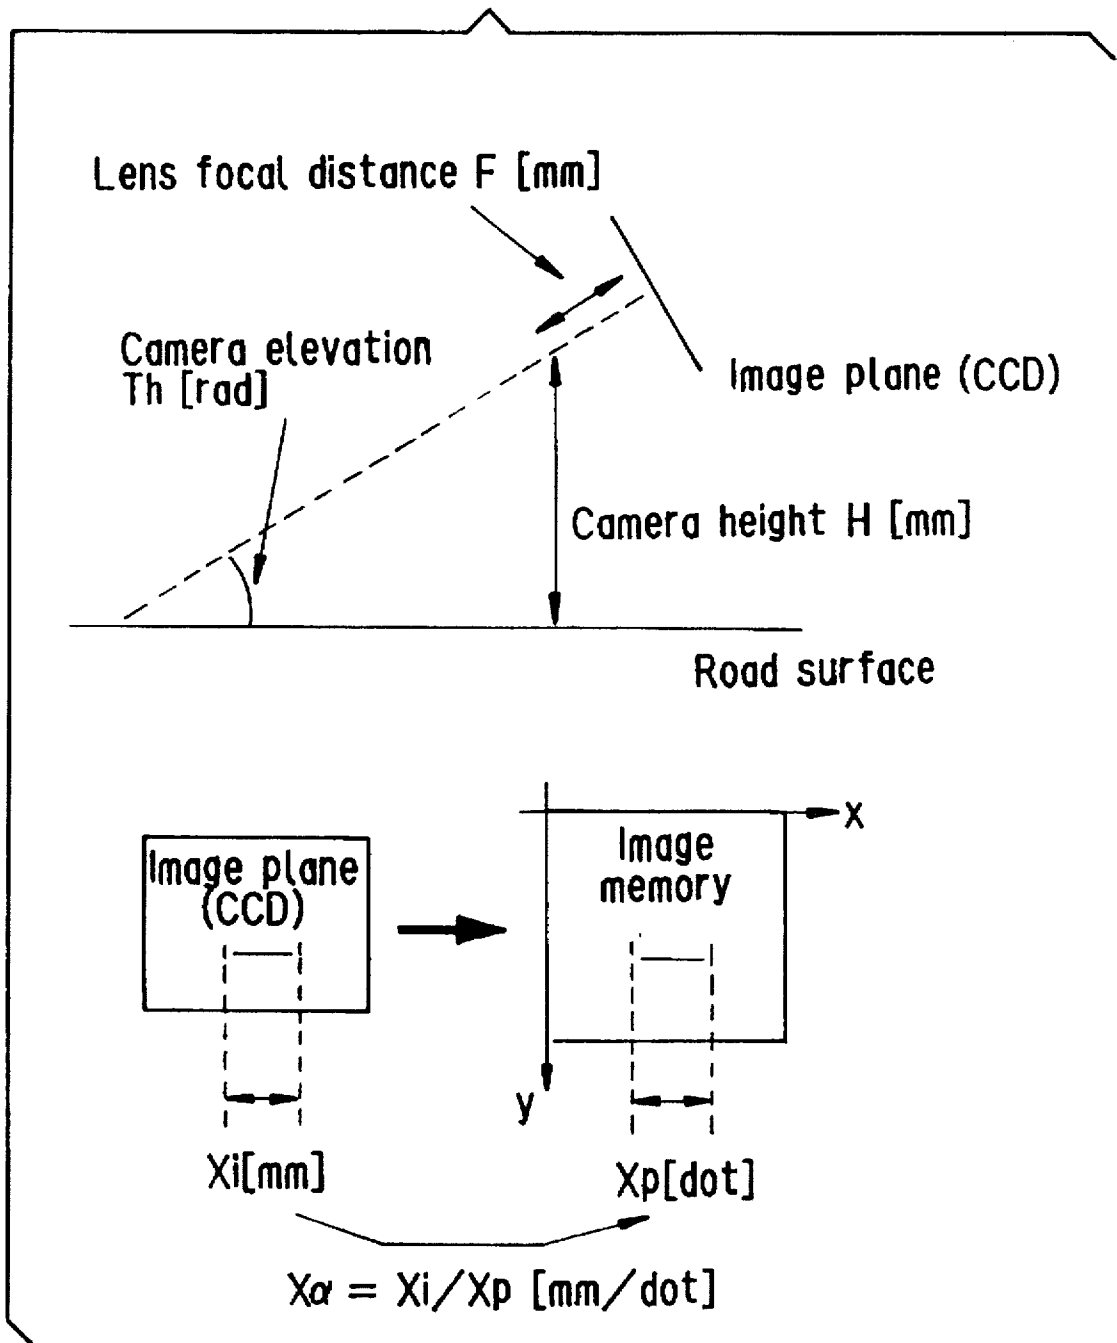 Lens focal distance F [mm]
Camera elevation
Th [rad]
Image plane (CCD)
Camera height H [mm]
Road surface
Image plane
(CCD)
Image
memory
x
y
Xi[mm]
Xp[dot]
Xα = Xi/Xp [mm/dot]